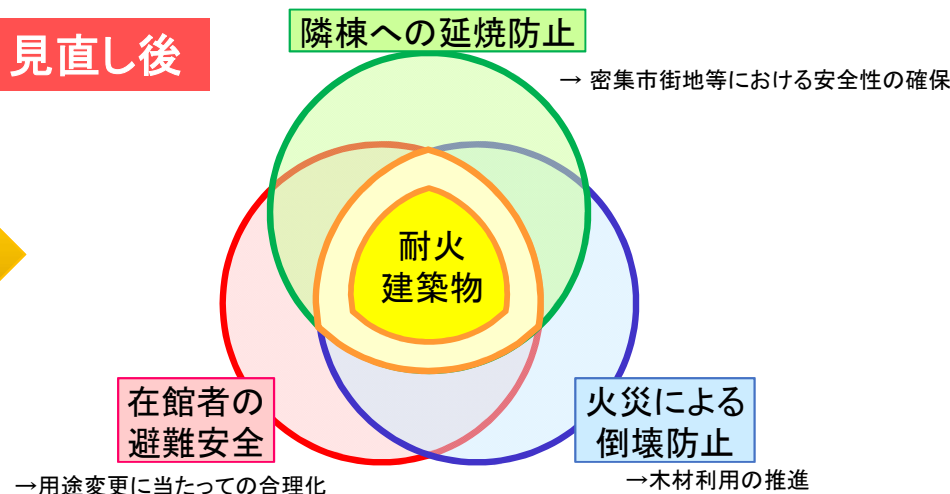 見直し後
隣棟への延焼防止
→ 密集市街地等における安全性の確保
耐火
建築物
在館者の
避難安全
→用途変更に当たっての合理化
火災による
倒壊防止
→木材利用の推進